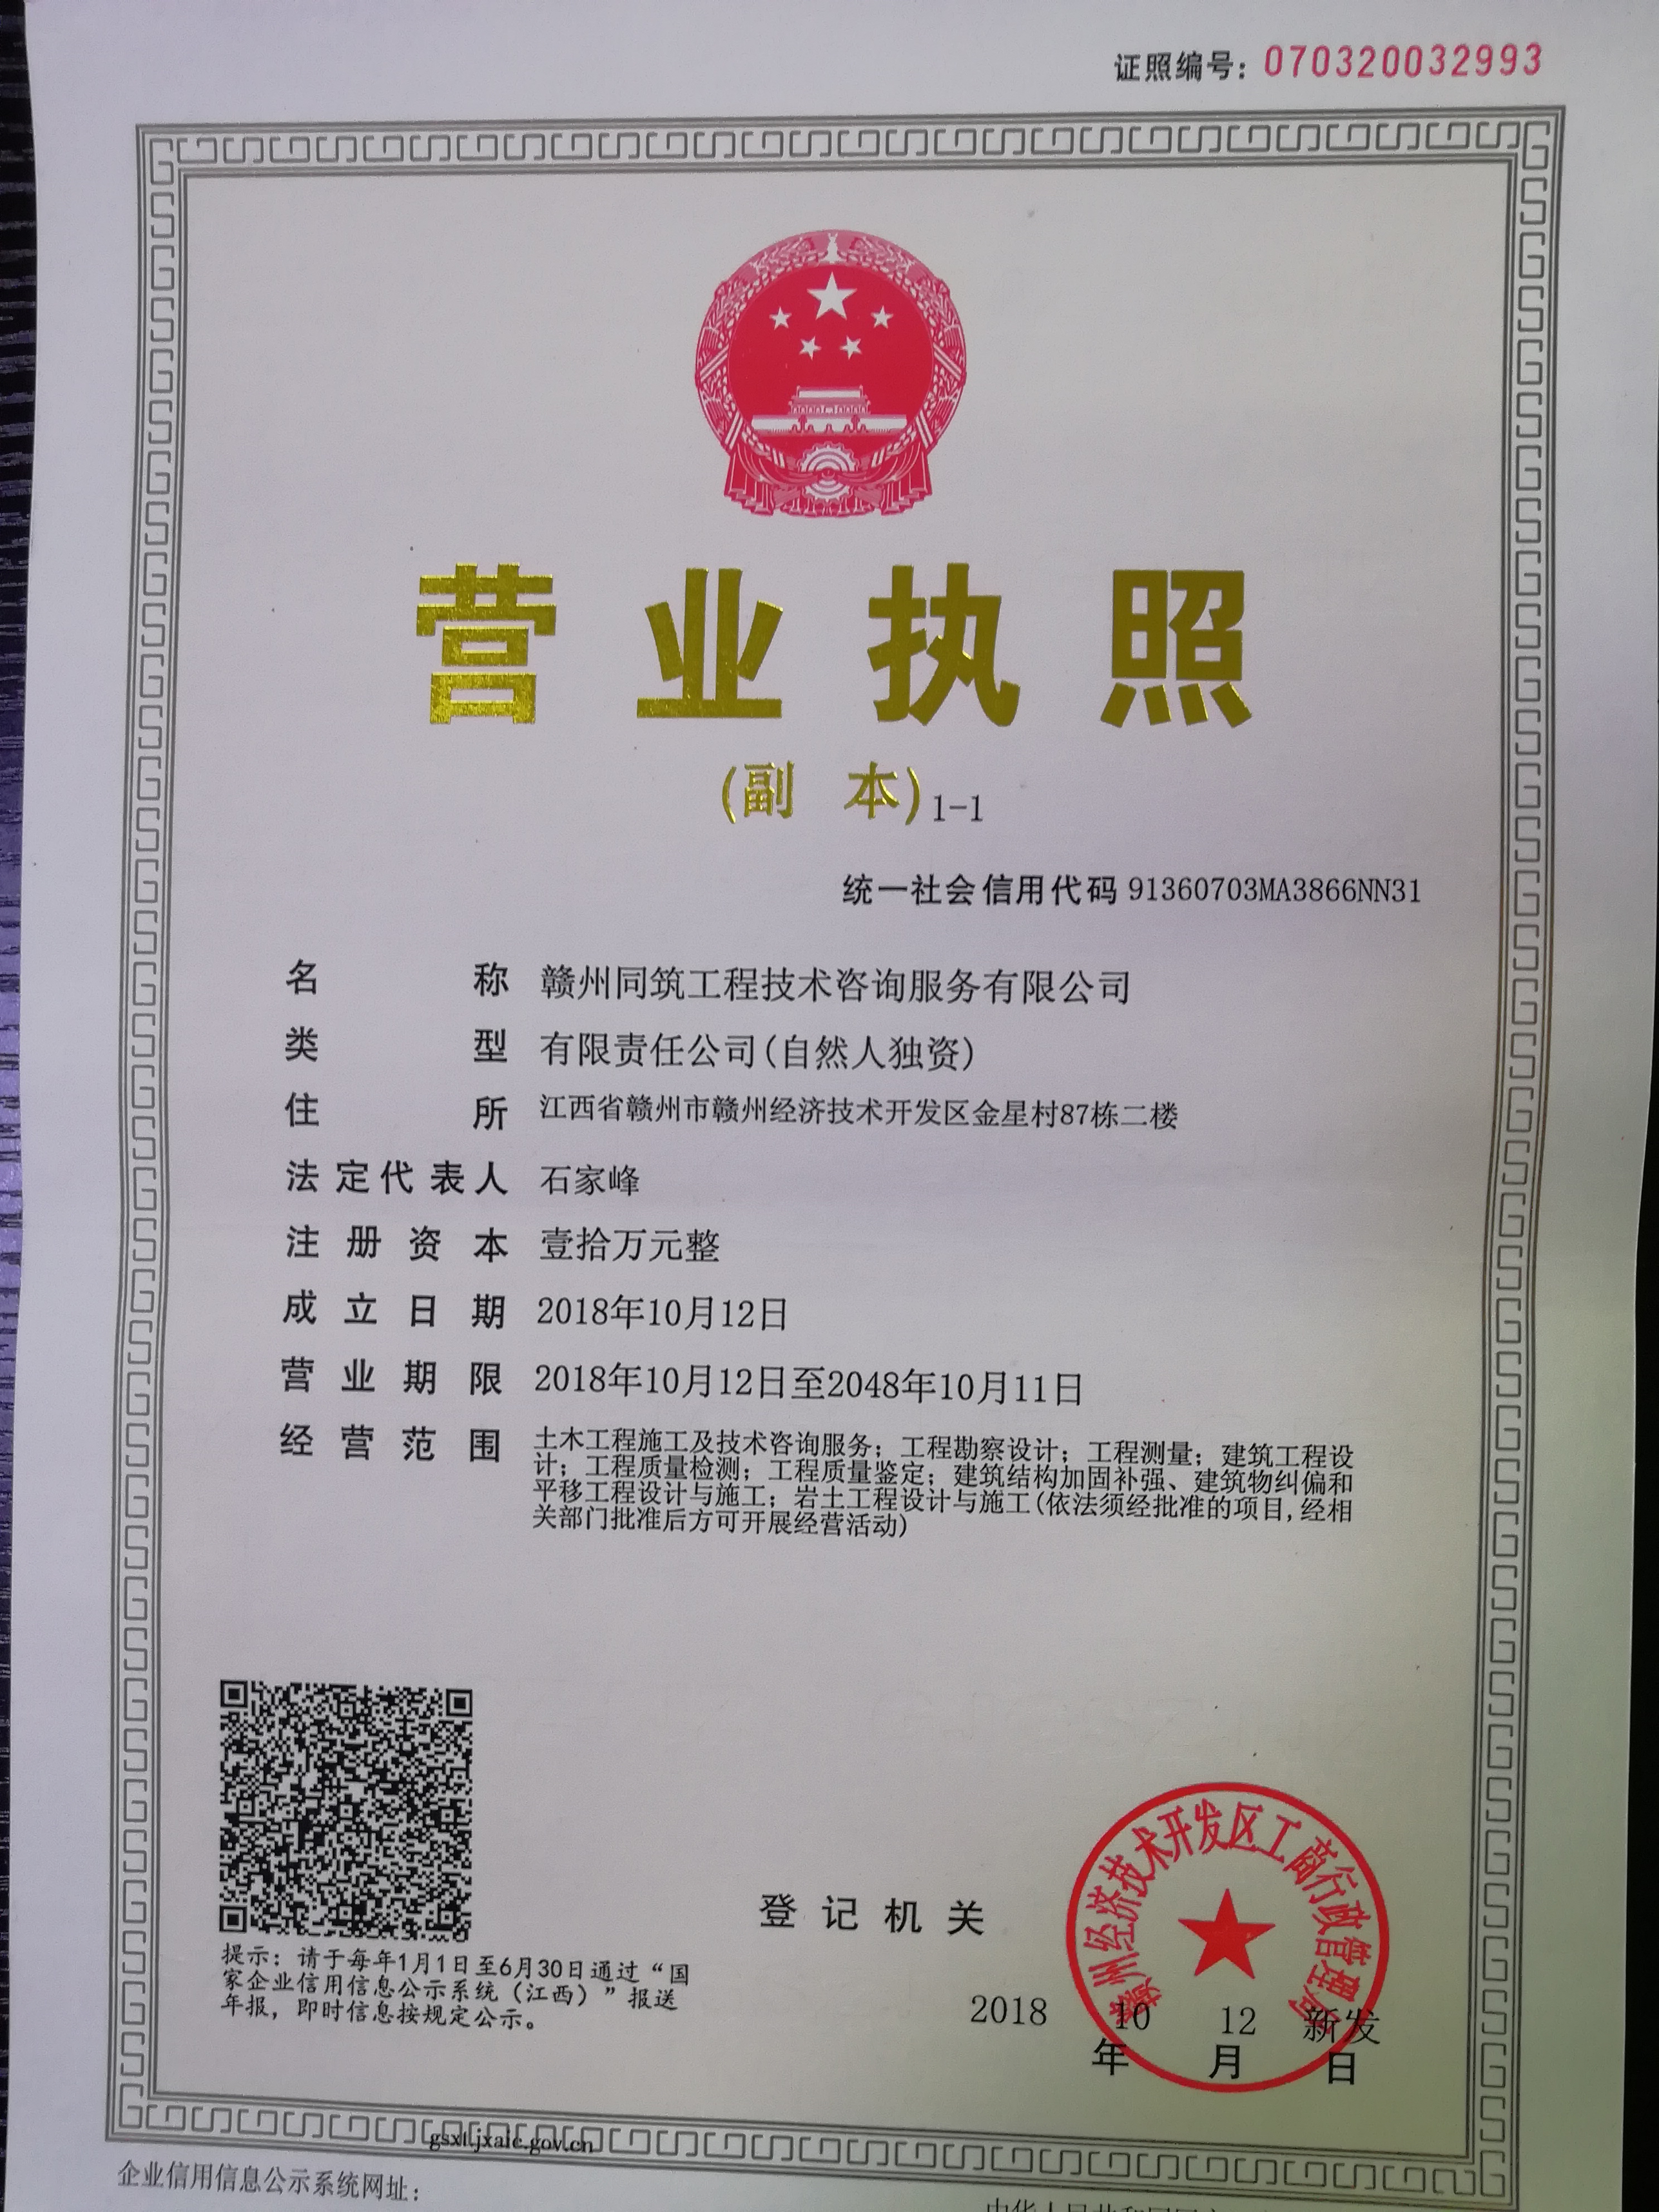 证照编号：070320032993
营业执照
(副本)1-1
统一社会信用代码 91360703MA3866NN31
名称 赣州同筑工程技术咨询服务有限公司
类型 有限责任公司(自然人独资)
住所 江西省赣州市赣州经济技术开发区金星村87栋二楼
法定代表人 石家峰
注册资本 壹拾万元整
成立日期 2018年10月12日
营业期限 2018年10月12日至2048年10月11日
经营范围 土木工程施工及技术咨询服务；工程勘察设计；工程测量；建筑工程设
计；工程质量检测；工程质量鉴定；建筑结构加固补强、建筑物纠偏和
平移工程设计与施工；岩土工程设计与施工(依法须经批准的项目,经相
关部门批准后方可开展经营活动)
提示：请于每年1月1日至6月30日通过“国
家企业信用信息公示系统（江西）”报送
年报，即时信息按规定公示。
登记机关
赣州经济技术开发区工商行政管理局
2018 10 12 新发
年 月 日
gsxt.jxaic.gov.cn
企业信用信息公示系统网址：